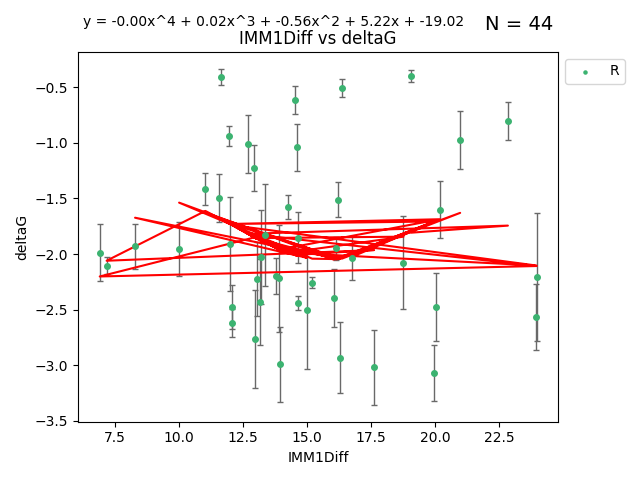 y = -0.00x^4 + 0.02x^3 + -0.56x^2 + 5.22x + -19.02
N = 44
IMM1Diff vs deltaG
R
deltaG
−0.5
−1.0
−1.5
−2.0
−2.5
−3.0
−3.5
7.5 10.0 12.5 15.0 17.5 20.0 22.5
IMM1Diff